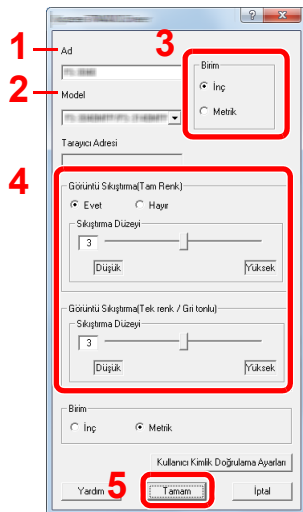 1
Ad
3
Birim
İnç
Metrik
2
Model
Tarayıcı Adresi
4
Görüntü Sıkıştırma(Tam Renk)
Evet Hayır
Sıkıştırma Düzeyi
3
Düşük Yüksek
Görüntü Sıkıştırma(Tek renk / Gri tonlu)
Sıkıştırma Düzeyi
3
Düşük Yüksek
Birim
İnç Metrik
Kullanıcı Kimlik Doğrulama Ayarları
5
Yardım Tamam İptal